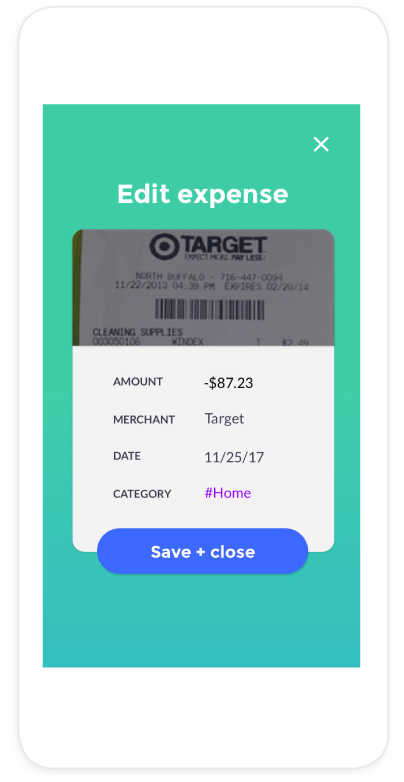 Edit expense
TARGET
EXPECT MORE. PAY LESS.
NORTH BUFFALO - 716-447-0094
11/22/2013 04:39 PM EXPIRES 02/20/14
CLEANING SUPPLIES
003050106 WINDEX T $2.49
AMOUNT -$87.23
MERCHANT Target
DATE 11/25/17
CATEGORY #Home
Save + close